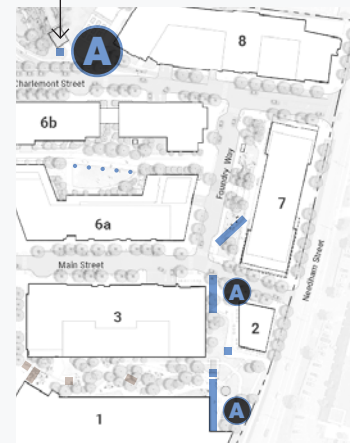 A
8
Charlemont Street
6b
Foundry Way
7
6a
Needham Street
Main Street
A
3
2
A
1